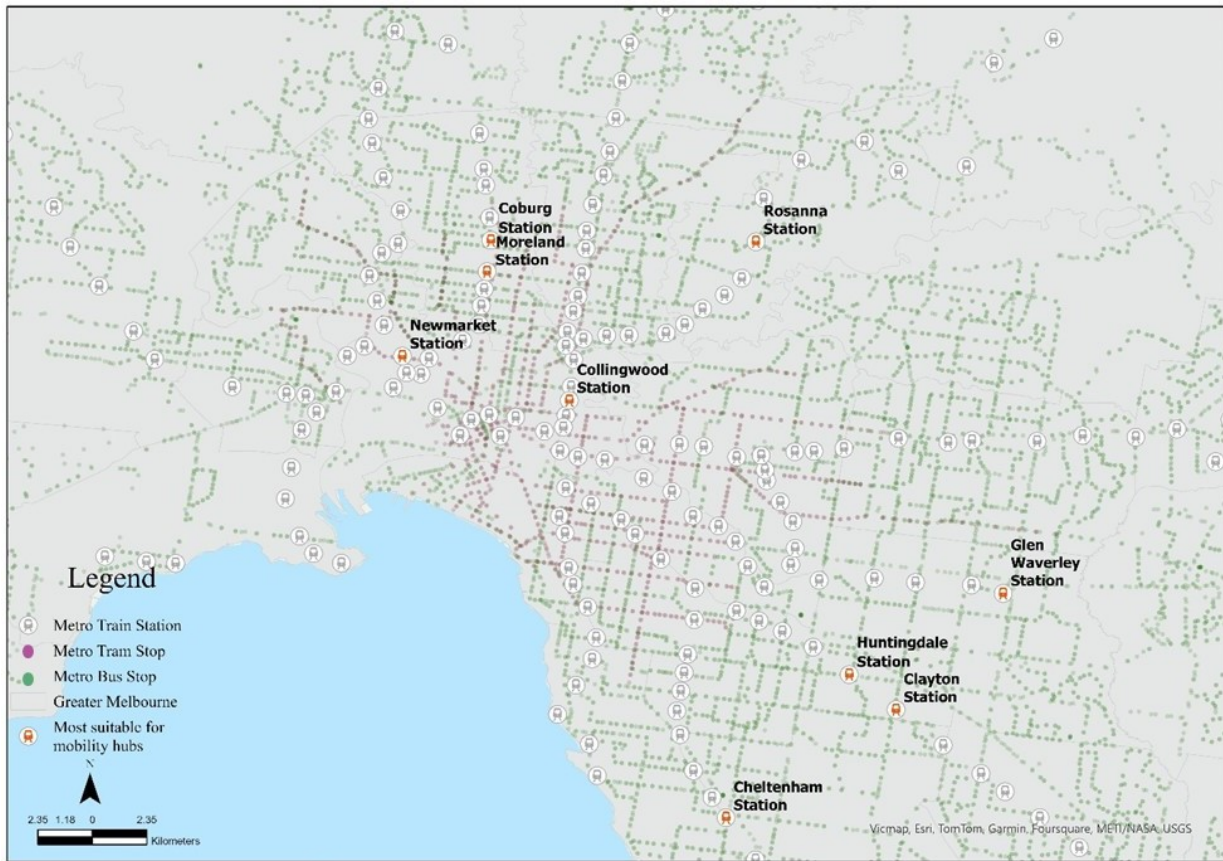 Coburg
Station
Moreland
Station
Rosanna
Station
Newmarket
Station
Collingwood
Station
Glen
Waverley
Station
Huntingdale
Station
Clayton
Station
Cheltenham
Station
Legend
Metro Train Station
Metro Tram Stop
Metro Bus Stop
Greater Melbourne
Most suitable for
mobility hubs
N
2.35 1.18 0 2.35
Kilometers
Vicmap, Esri, TomTom, Garmin, Foursquare, METI/NASA, USGS